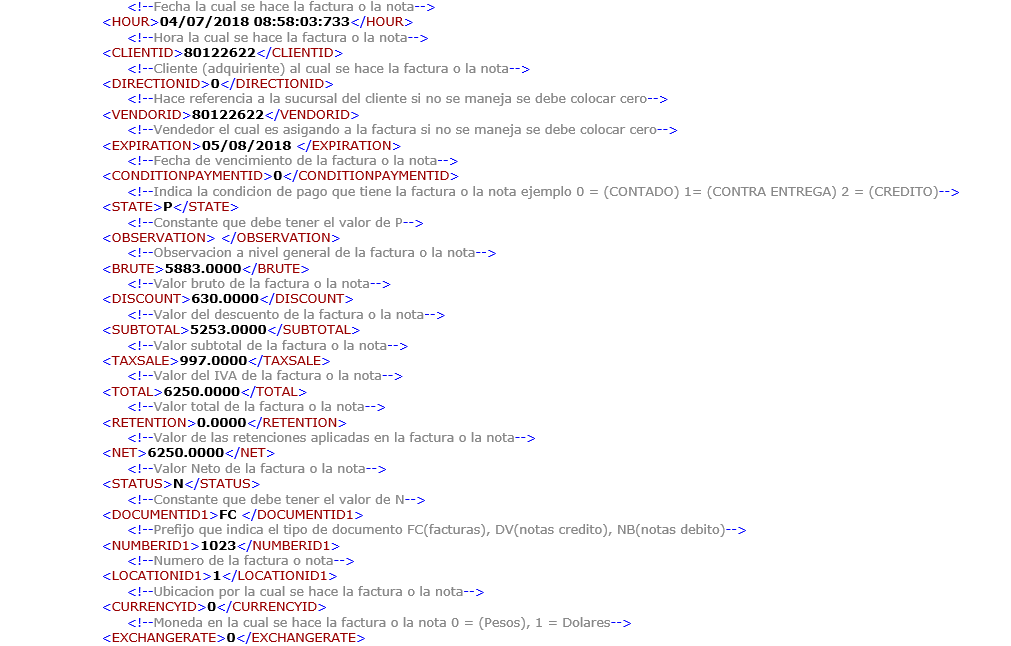 <!--Fecha la cual se hace la factura o la nota-->
<HOUR>04/07/2018 08:58:03:733</HOUR>
<!--Hora la cual se hace la factura o la nota-->
<CLIENTID>80122622</CLIENTID>
<!--Cliente (adquiriente) al cual se hace la factura o la nota-->
<DIRECTIONID>0</DIRECTIONID>
<!--Hace referencia a la sucursal del cliente si no se maneja se debe colocar cero-->
<VENDORID>80122622</VENDORID>
<!--Vendedor el cual es asigando a la factura si no se maneja se debe colocar cero-->
<EXPIRATION>05/08/2018 </EXPIRATION>
<!--Fecha de vencimiento de la factura o la nota-->
<CONDITIONPAYMENTID>0</CONDITIONPAYMENTID>
<!--Indica la condicion de pago que tiene la factura o la nota ejemplo 0 = (CONTADO) 1= (CONTRA ENTREGA) 2 = (CREDITO)-->
<STATE>P</STATE>
<!--Constante que debe tener el valor de P-->
<OBSERVATION> </OBSERVATION>
<!--Observacion a nivel general de la factura o la nota-->
<BRUTE>5883.0000</BRUTE>
<!--Valor bruto de la factura o la nota-->
<DISCOUNT>630.0000</DISCOUNT>
<!--Valor del descuento de la factura o la nota-->
<SUBTOTAL>5253.0000</SUBTOTAL>
<!--Valor subtotal de la factura o la nota-->
<TAXSALE>997.0000</TAXSALE>
<!--Valor del IVA de la factura o la nota-->
<TOTAL>6250.0000</TOTAL>
<!--Valor total de la factura o la nota-->
<RETENTION>0.0000</RETENTION>
<!--Valor de las retenciones aplicadas en la factura o la nota-->
<NET>6250.0000</NET>
<!--Valor Neto de la factura o la nota-->
<STATUS>N</STATUS>
<!--Constante que debe tener el valor de N-->
<DOCUMENTID1>FC </DOCUMENTID1>
<!--Prefijo que indica el tipo de documento FC(facturas), DV(notas credito), NB(notas debito)-->
<NUMBERID1>1023</NUMBERID1>
<!--Numero de la factura o nota-->
<LOCATIONID1>1</LOCATIONID1>
<!--Ubicacion por la cual se hace la factura o la nota-->
<CURRENCYID>0</CURRENCYID>
<!--Moneda en la cual se hace la factura o la nota 0 = (Pesos), 1 = Dolares-->
<EXCHANGERATE>0</EXCHANGERATE>